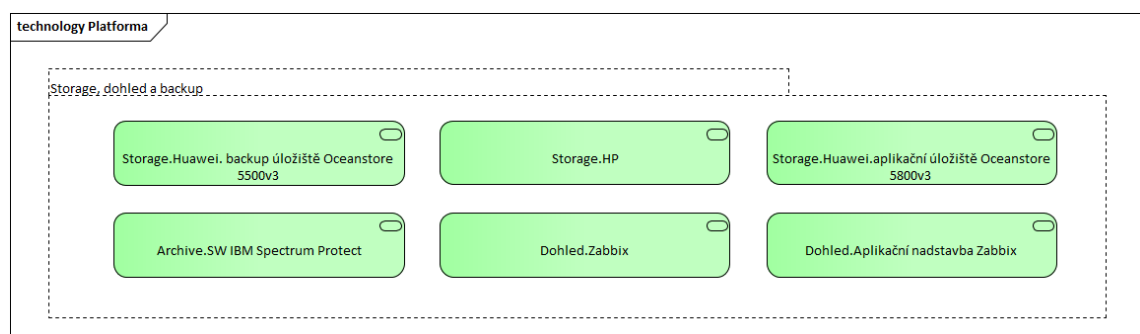 technology Platforma
Storage, dohled a backup
Storage.Huawei. backup úložiště Oceanstore
5500v3
Storage.HP
Storage.Huawei.aplikační úložiště Oceanstore
5800v3
Archive.SW IBM Spectrum Protect
Dohled.Zabbix
Dohled.Aplikační nadstavba Zabbix